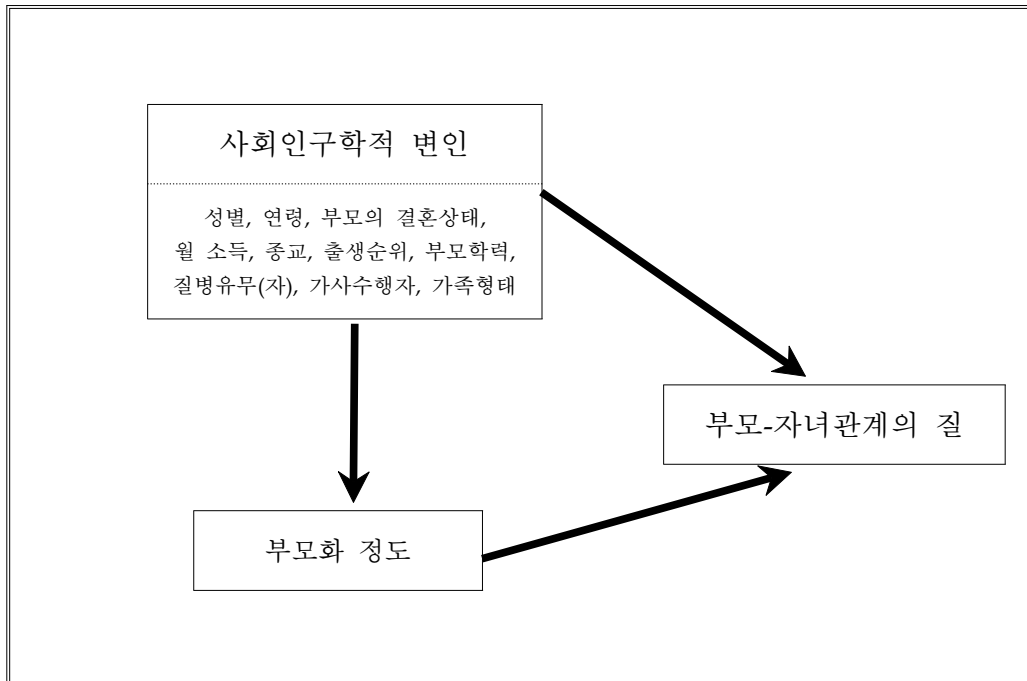 사회인구학적 변인
성별, 연령, 부모의 결혼상태,
월 소득, 종교, 출생순위, 부모학력,
질병유무(자), 가사수행자, 가족형태
부모-자녀관계의 질
부모화 정도